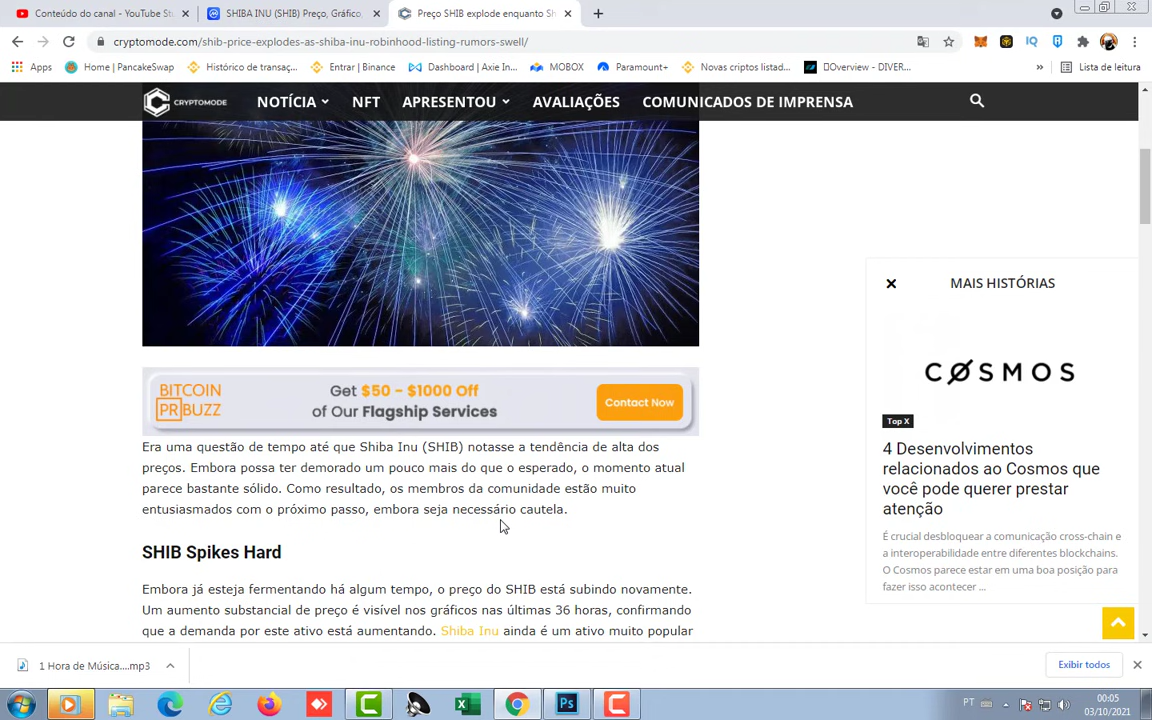 Conteúdo do canal - YouTube Stu
SHIBA INU (SHIB) Preço, Gráfico,
Preço SHIB explode enquanto Sh
cryptomode.com/shib-price-explodes-as-shiba-inu-robinhood-listing-rumors-swell/
Apps
Home | PancakeSwap
Histórico de transaç...
Entrar | Binance
Dashboard | Axie In...
MOBOX
Paramount+
Novas criptos listad...
Overview - DIVER...
»
Lista de leitura
CRYPTOMODE
NOTÍCIA
NFT
APRESENTOU
AVALIAÇÕES
COMUNICADOS DE IMPRENSA
MAIS HISTÓRIAS
COSMOS
Top X
4 Desenvolvimentos
relacionados ao Cosmos que
você pode querer prestar
atenção
É crucial desbloquear a comunicação cross-chain e
a interoperabilidade entre diferentes blockchains.
O Cosmos parece estar em uma boa posição para
fazer isso acontecer ...
BITCOIN
PR BUZZ
Get $50 - $1000 Off
of Our Flagship Services
Contact Now
Era uma questão de tempo até que Shiba Inu (SHIB) notasse a tendência de alta dos
preços. Embora possa ter demorado um pouco mais do que o esperado, o momento atual
parece bastante sólido. Como resultado, os membros da comunidade estão muito
entusiasmados com o próximo passo, embora seja necessário cautela.
SHIB Spikes Hard
Embora já esteja fermentando há algum tempo, o preço do SHIB está subindo novamente.
Um aumento substancial de preço é visível nos gráficos nas últimas 36 horas, confirmando
que a demanda por este ativo está aumentando. Shiba Inu ainda é um ativo muito popular
1 Hora de Música....mp3
Exibir todos
PT
00:05
03/10/2021